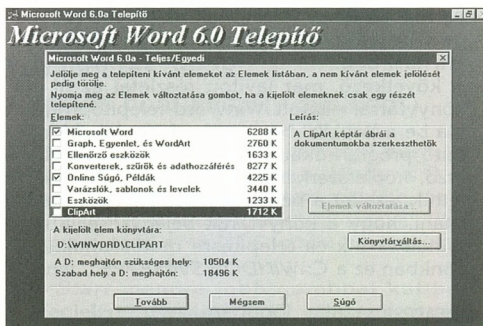 Microsoft Word 6.0a Telepítő
Microsoft Word 6.0 Telepítő
Microsoft Word 6.0a - Teljes/Egyedi
Jelölje meg a telepíteni kívánt elemeket az Elemek listában, a nem kívánt elemek jelölését
pedig törölje.
Nyomja meg az Elemek változtatása gombot, ha a kijelölt elemeknek csak egy részét
telepítené.
Elemek:
Leírás:
Microsoft Word 6288 K
Graph, Egyenlet, és WordArt 2760 K
Ellenőrző eszközök 1633 K
Konverterek, szűrők és adathozzáférés 8277 K
Online Súgó, Példák 4225 K
Varázslók, sablonok és levelek 3440 K
Eszközök 1233 K
ClipArt 1712 K
A ClipArt képtár ábrái a
dokumentumokba szerkeszthetők
Elemek változtatása...
A kijelölt elem könyvtára:
D:\WINWORD\CLIPART
Könyvtárváltás...
A D: meghajtón szükséges hely: 10504 K
Szabad hely a D: meghajtón: 18496 K
Tovább
Mégsem
Súgó